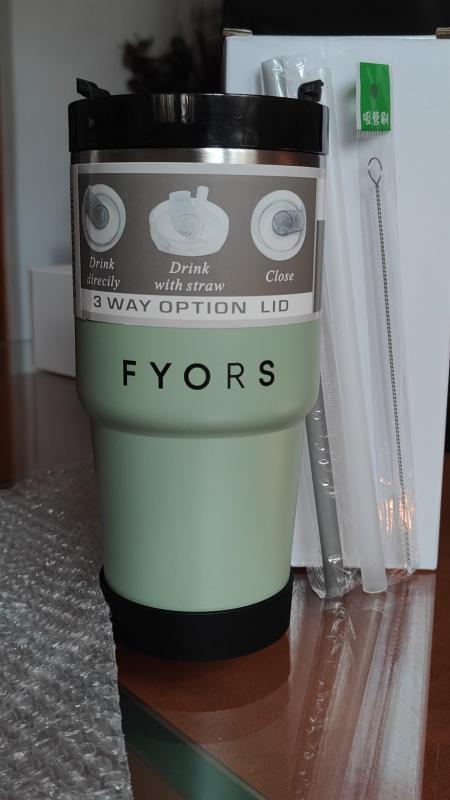 吸管刷
Drink
direcily
Drink
with straw
Close
3 WAY OPTION LID
FYORS